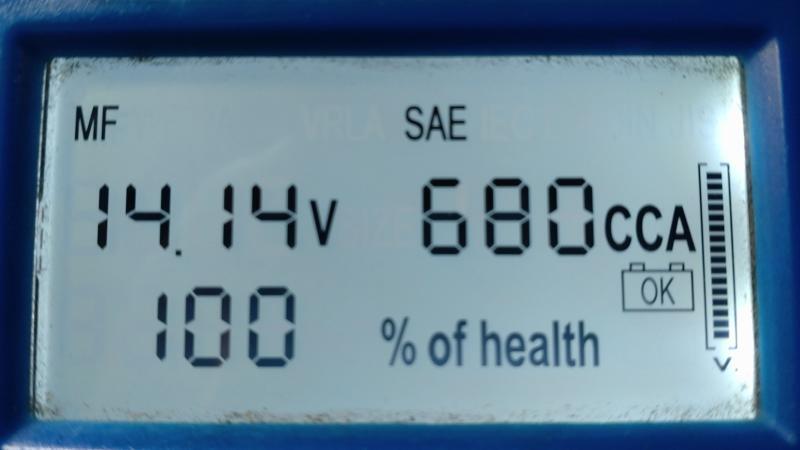 MF SAE
14.14V 680CCA
OK
100 % of health